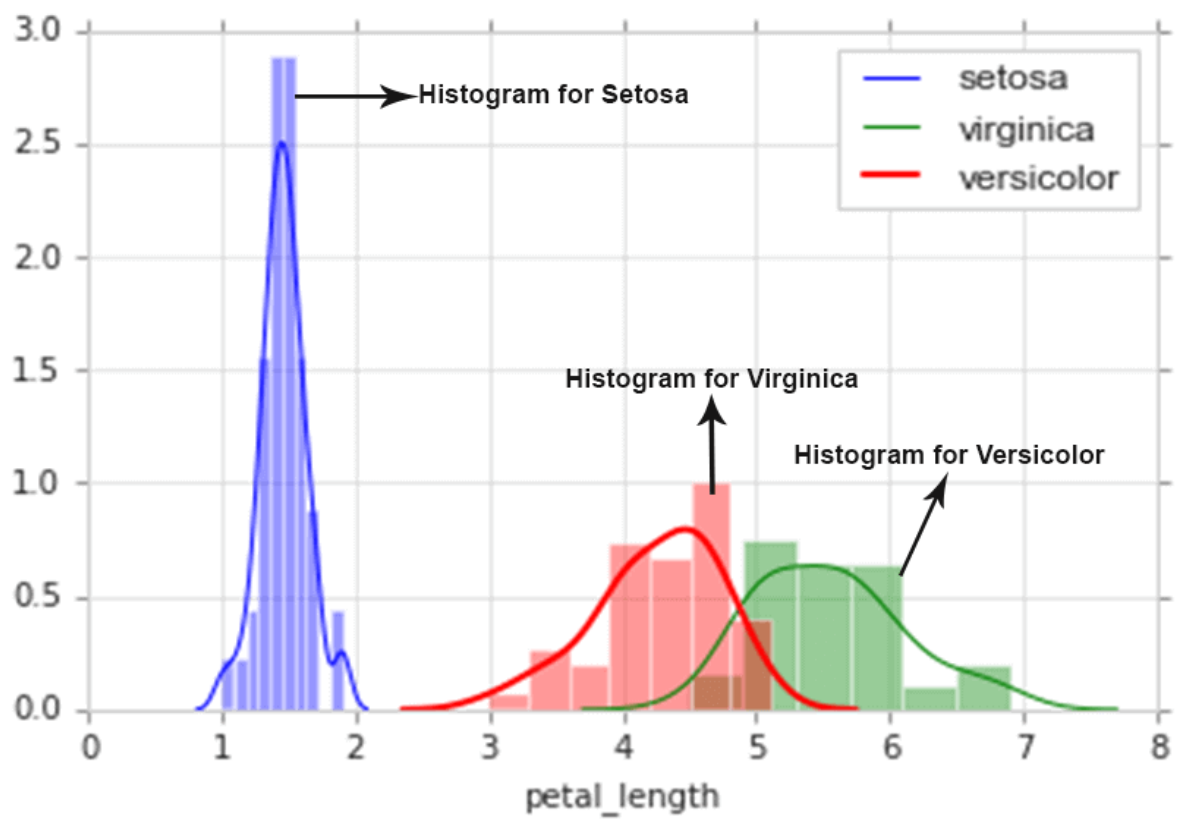 3.0
2.5
2.0
1.5
1.0
0.5
0.0
Histogram for Setosa
setosa
virginica
versicolor
Histogram for Virginica
Histogram for Versicolor
0 1 2 3 4 5 6 7 8
petal_length